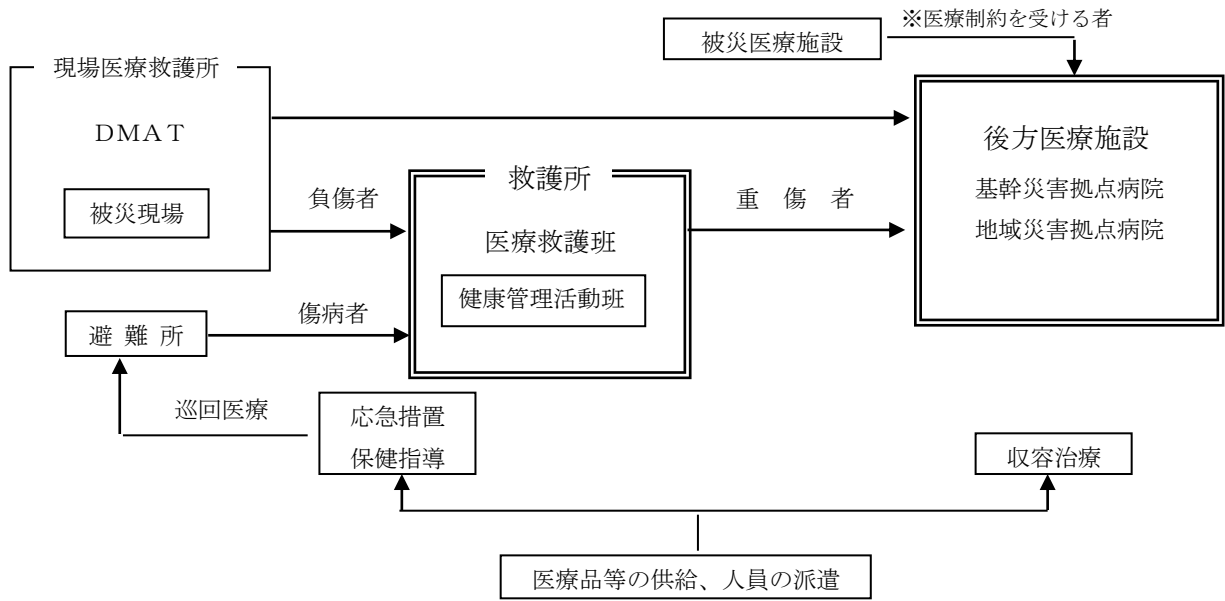 ※医療制約を受ける者
被災医療施設
現場医療救護所
DMAT
被災現場
負傷者
救護所
医療救護班
健康管理活動班
重 傷 者
後方医療施設
基幹災害拠点病院
地域災害拠点病院
傷病者
避 難 所
巡回医療
応急措置
保健指導
収容治療
医療品等の供給、人員の派遣